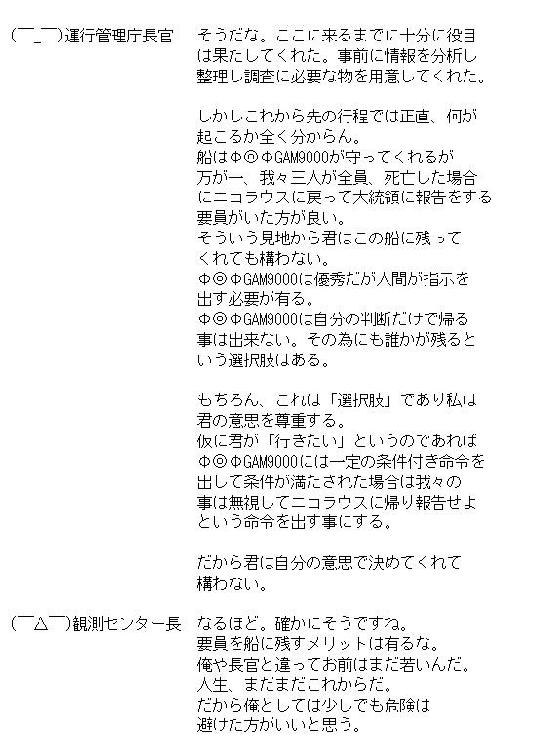 (￣_￣)運行管理庁長官　そうだな。ここに来るまでに十分に役目
は果たしてくれた。事前に情報を分析し
整理し調査に必要な物を用意してくれた。
しかしこれから先の行程では正直、何が
起こるか全く分からん。
船はΦ◎ΦGAM9000が守ってくれるが
万が一、我々三人が全員、死亡した場合
にニコラウスに戻って大統領に報告をする
要員がいた方が良い。
そういう見地から君はこの船に残って
くれても構わない。
Φ◎ΦGAM9000は優秀だが人間が指示を
出す必要が有る。
Φ◎ΦGAM9000は自分の判断だけで帰る
事は出来ない。その為にも誰かが残ると
いう選択肢はある。
もちろん、これは「選択肢」であり私は
君の意思を尊重する。
仮に君が「行きたい」というのであれば
Φ◎ΦGAM9000には一定の条件付き命令を
出して条件が満たされた場合は我々の
事は無視してニコラウスに帰り報告せよ
という命令を出す事にする。
だから君は自分の意思で決めてくれて
構わない。
(￣△￣)観測センター長　なるほど。確かにそうですね。
要員を船に残すメリットは有るな。
俺や長官と違ってお前はまだ若いんだ。
人生、まだまだこれからだ。
だから俺としては少しでも危険は
避けた方がいいと思う。